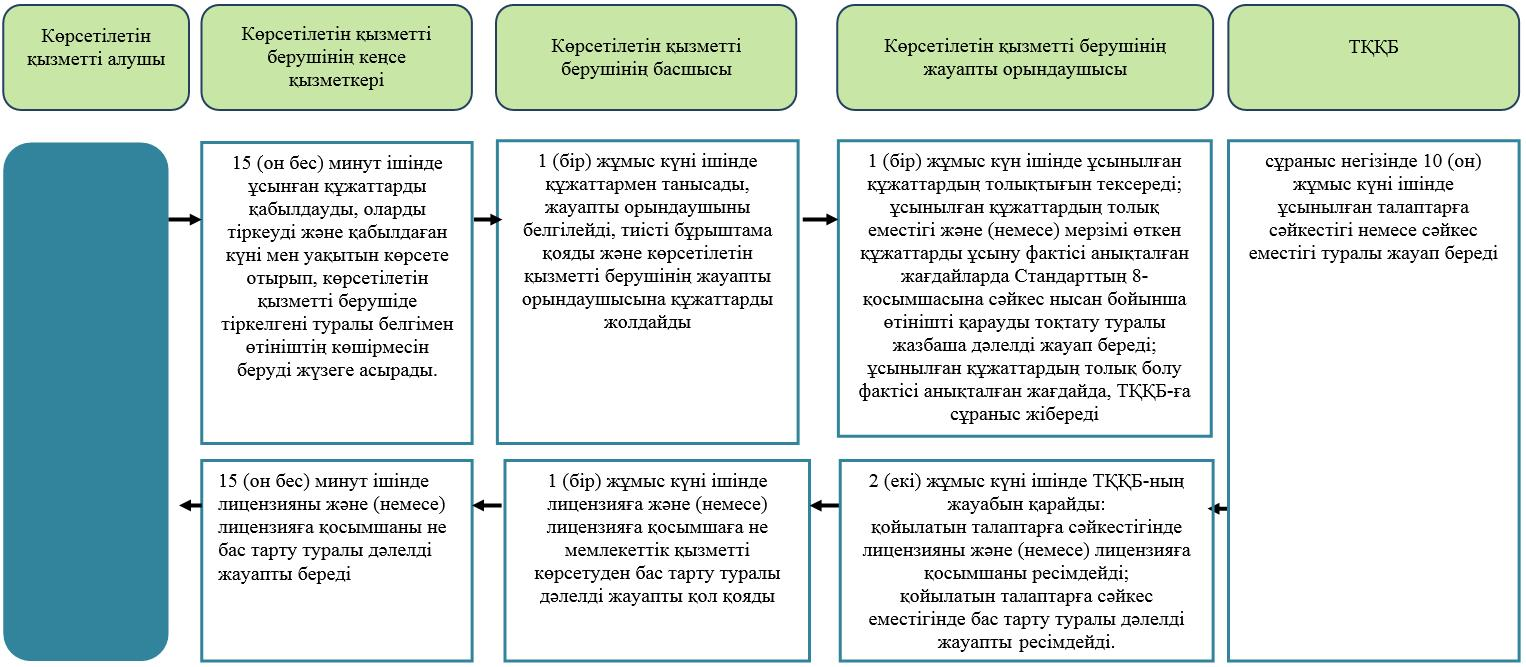 Көрсетілетін
қызметті алушы
Көрсетілетін қызметті
берушінің кеңсе
қызметкері
Көрсетілетін қызметті
берушінің басшысы
Көрсетілетін қызметті берушінің
жауапты орындаушысы
ТҚҚБ
15 (он бес) минут ішінде
ұсынған құжаттарды
қабылдауды, оларды
тіркеуді және қабылдаған
күні мен уақытын көрсете
отырып, көрсетілетін
қызметті берушіде
тіркелгені туралы белгімен
өтініштің көшірмесін
беруді жүзеге асырады.
1 (бір) жұмыс күні ішінде
құжаттармен танысады,
жауапты орындаушыны
белгілейді, тиісті бұрыштама
қояды және көрсетілетін
қызметті берушінің жауапты
орындаушысына құжаттарды
жолдайды
1 (бір) жұмыс күн ішінде ұсынылған
құжаттардың толықтығын тексереді;
ұсынылған құжаттардың толық
еместігі және (немесе) мерзімі өткен
құжаттарды ұсыну фактісі анықталған
жағдайларда Стандарттың 8-
қосымшасына сәйкес нысан бойынша
өтінішті қарауды тоқтату туралы
жазбаша дәлелді жауап береді;
ұсынылған құжаттардың толық болу
фактісі анықталған жағдайда, ТҚҚБ-ға
сұраныс жібереді
сұраныс негізінде 10 (он)
жұмыс күні ішінде
ұсынылған талаптарға
сәйкестігі немесе сәйкес
еместігі туралы жауап береді
15 (он бес) минут ішінде
лицензияны және (немесе)
лицензияға қосымшаны не
бас тарту туралы дәлелді
жауапты береді
1 (бір) жұмыс күні ішінде
лицензияға және (немесе)
лицензияға қосымшаға не
мемлекеттік қызметті
көрсетуден бас тарту туралы
дәлелді жауапты қол қояды
2 (екі) жұмыс күні ішінде ТҚҚБ-ның
жауабын қарайды:
қойылатын талаптарға сәйкестігінде
лицензияны және (немесе) лицензияға
қосымшаны ресімдейді;
қойылатын талаптарға сәйкес
еместігінде бас тарту туралы дәлелді
жауапты ресімдейді.